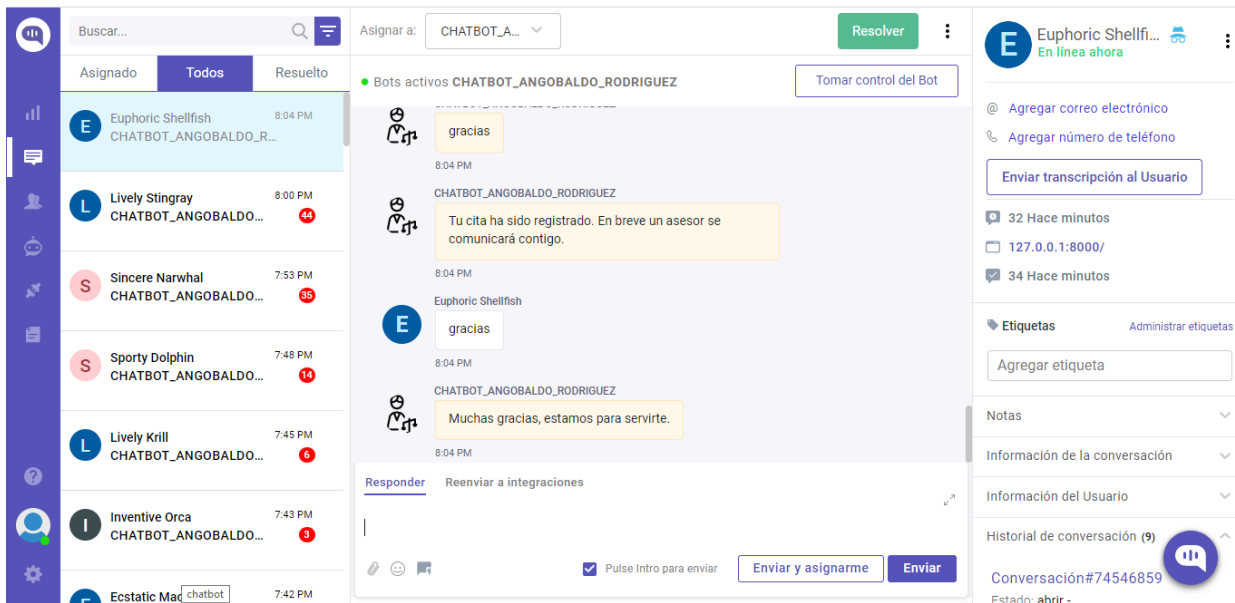 Buscar...
Asignado
Todos
Resuelto
Euphoric Shellfish
8:04 PM
CHATBOT_ANGOBALDO_R...
Lively Stingray
8:00 PM
CHATBOT_ANGOBALDO...
44
Sincere Narwhal
7:53 PM
CHATBOT_ANGOBALDO...
35
Sporty Dolphin
7:48 PM
CHATBOT_ANGOBALDO...
14
Lively Krill
7:45 PM
CHATBOT_ANGOBALDO...
6
Inventive Orca
7:43 PM
CHATBOT_ANGOBALDO...
3
Ecstatic
chatbot
7:42 PM
Asignar a:
CHATBOT_A...
Resolver
Bots activos CHATBOT_ANGOBALDO_RODRIGUEZ
Tomar control del Bot
CHATBOT_ANGOBALDO_RODRIGUEZ
gracias
8:04 PM
CHATBOT_ANGOBALDO_RODRIGUEZ
Tu cita ha sido registrado. En breve un asesor se
comunicará contigo.
8:04 PM
Euphoric Shellfish
E
gracias
8:04 PM
CHATBOT_ANGOBALDO_RODRIGUEZ
Muchas gracias, estamos para servirte.
8:04 PM
Responder
Reenviar a integraciones
Pulse Intro para enviar
Enviar y asignarme
Enviar
E
Euphoric Shellfi...
En línea ahora
@ Agregar correo electrónico
Agregar número de teléfono
Enviar transcripción al Usuario
32 Hace minutos
127.0.0.1:8000/
34 Hace minutos
Etiquetas
Administrar etiquetas
Agregar etiqueta
Notas
Información de la conversación
Información del Usuario
Historial de conversación (9)
Conversación#74546859
Estado: abrir -